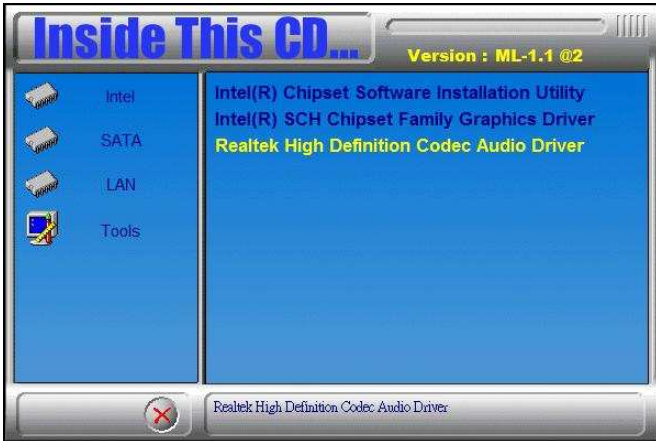 Inside This CD...
Version : ML-1.1 @2
Intel
SATA
LAN
Tools
Intel(R) Chipset Software Installation Utility
Intel(R) SCH Chipset Family Graphics Driver
Realtek High Definition Codec Audio Driver
Realtek High Definition Codec Audio Driver